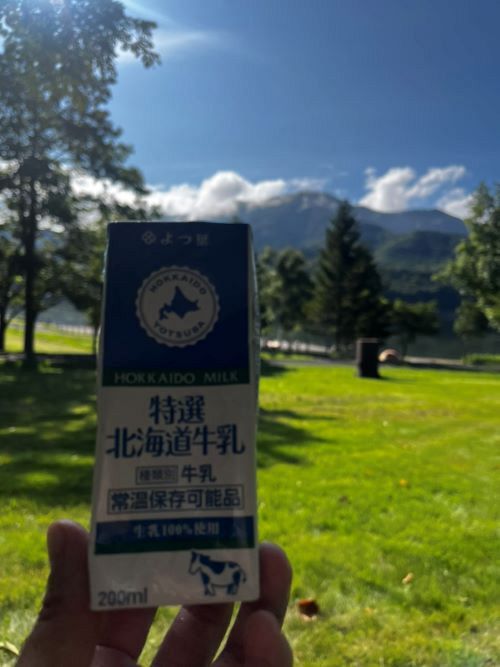 よつ葉
HOKKAIDO
YOTSUBA
HOKKAIDO MILK
特選
北海道牛乳
種類別 牛乳
常温保存可能品
生乳100%使用
200ml